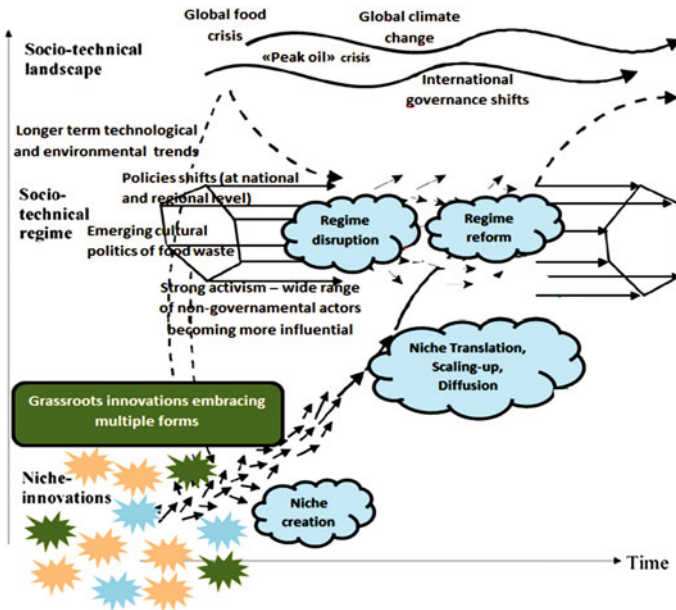 Global food
crisis
Global climate
change
Socio-technical
landscape
«Peak oil» crisis
International
governance shifts
Longer term technological
and environmental trends
Policies shifts (at national
and regional level)
Socio-
technical
regime
Emerging cultural
politics of food waste
Regime
disruption
Regime
reform
Strong activism – wide range
of non-governamental actors
becoming more influential
Niche Translation,
Scaling-up,
Diffusion
Grassroots innovations embracing
multiple forms
Niche-
innovations
Niche
creation
Time